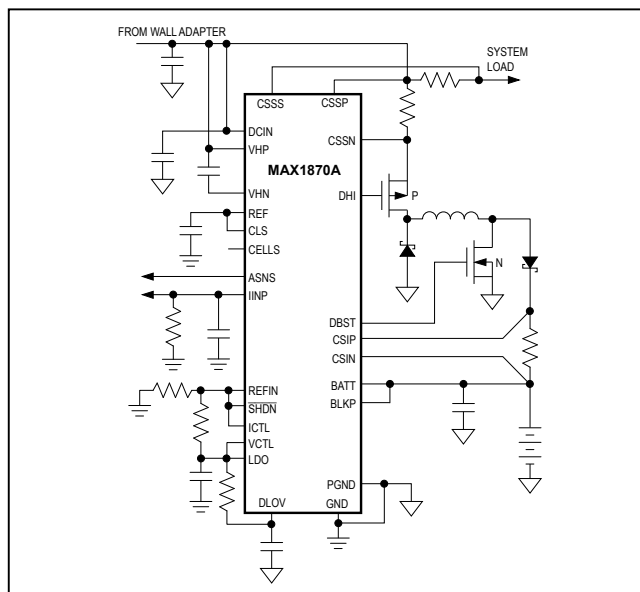 FROM WALL ADAPTER
SYSTEM
LOAD
CSSS
CSSP
DCIN
CSSN
VHP
MAX1870A
VHN
DHI
P
REF
CLS
CELLS
N
ASNS
IINP
DBST
CSIP
CSIN
REFIN
BATT
SHDN
BLKP
ICTL
VCTL
LDO
PGND
DLOV
GND